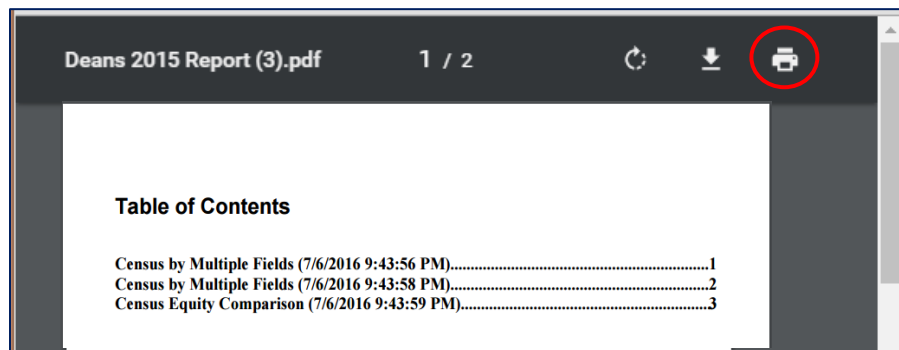 Deans 2015 Report (3).pdf 1 / 2
Table of Contents
Census by Multiple Fields (7/6/2016 9:43:56 PM)................................................................1
Census by Multiple Fields (7/6/2016 9:43:58 PM)................................................................2
Census Equity Comparison (7/6/2016 9:43:59 PM).............................................................3